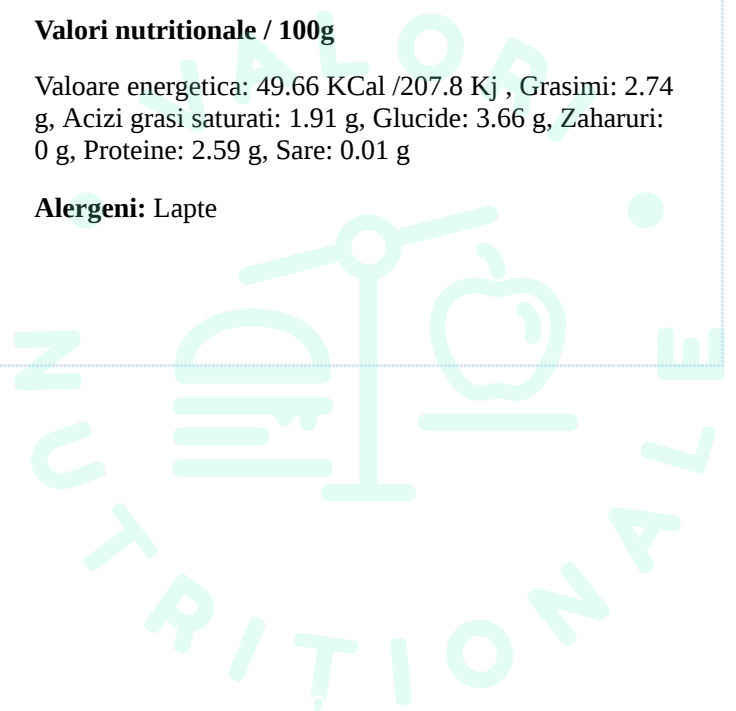 Valori nutritionale / 100g
Valoare energetica: 49.66 KCal /207.8 Kj , Grasimi: 2.74
g, Acizi grasi saturati: 1.91 g, Glucide: 3.66 g, Zaharuri:
0 g, Proteine: 2.59 g, Sare: 0.01 g
Alergeni: Lapte
VALORI
NUTRIȚIONALE